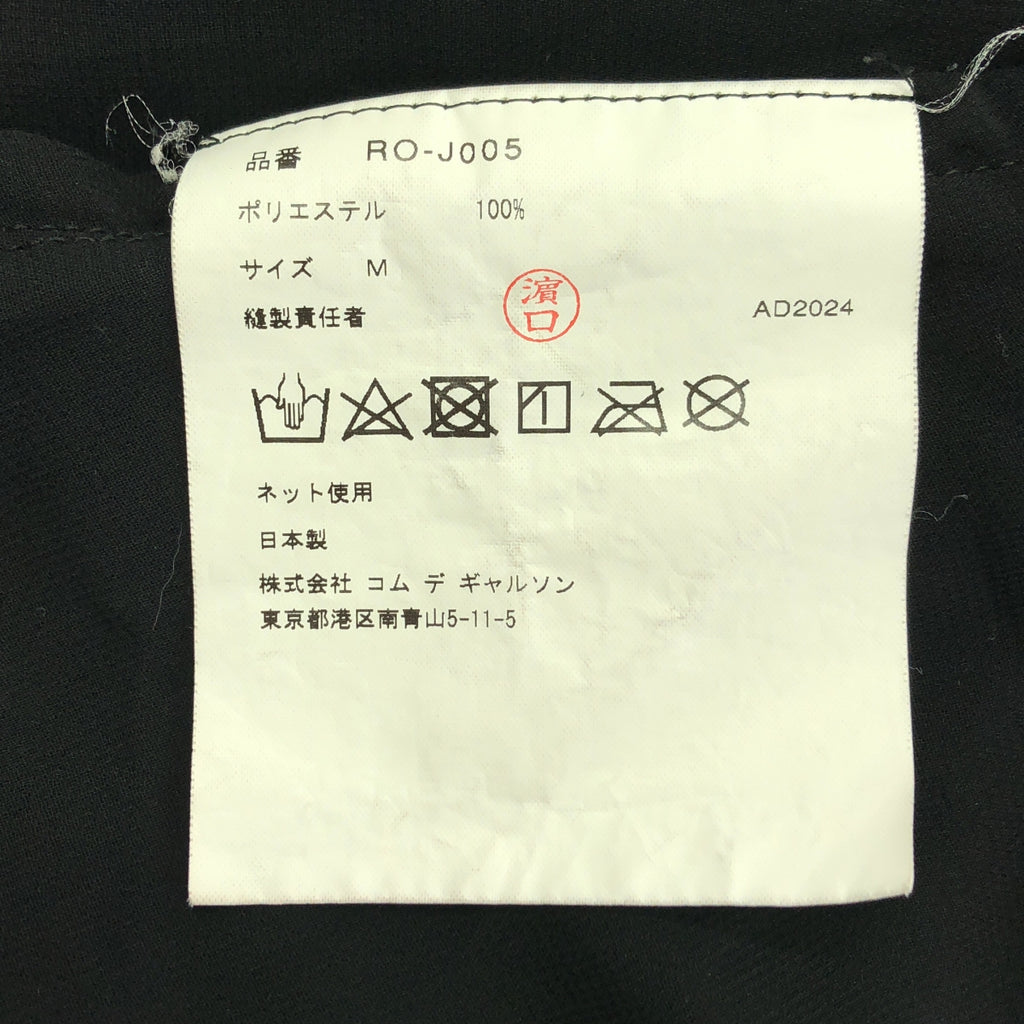 品番 RO-J005
ポリエステル 100%
サイズ M
縫製責任者 濵口 AD2024
ネット使用
日本製
株式会社 コム デ ギャルソン
東京都港区南青山5-11-5